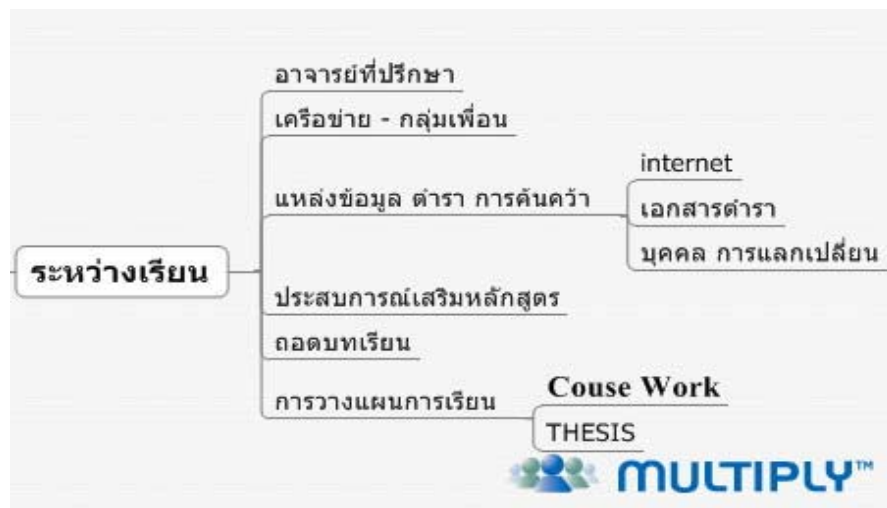 อาจารย์ที่ปรึกษา
เครือข่าย - กลุ่มเพื่อน
internet
แหล่งข้อมูล ตำรา การค้นคว้า
เอกสารตำรา
บุคคล การแลกเปลี่ยน
ระหว่างเรียน
ประสบการณ์เสริมหลักสูตร
ถอดบทเรียน
Couse Work
การวางแผนการเรียน
THESIS
MULTIPLY™